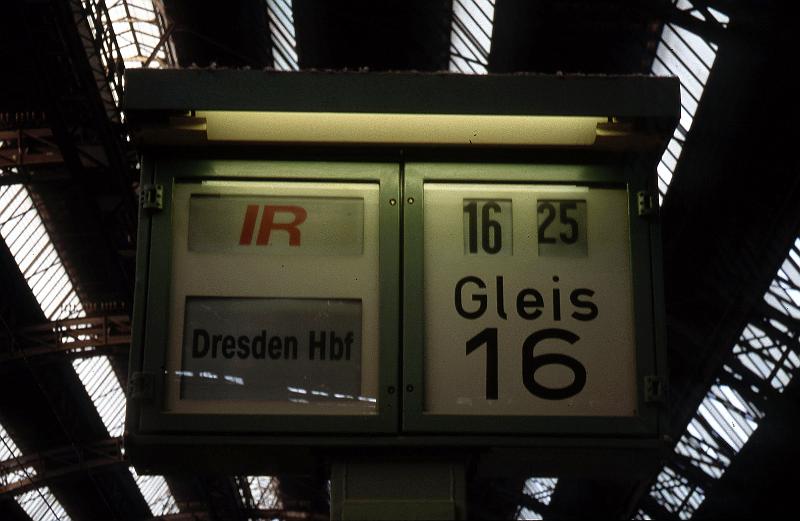 IR
Dresden Hbf
16 25
Gleis
16